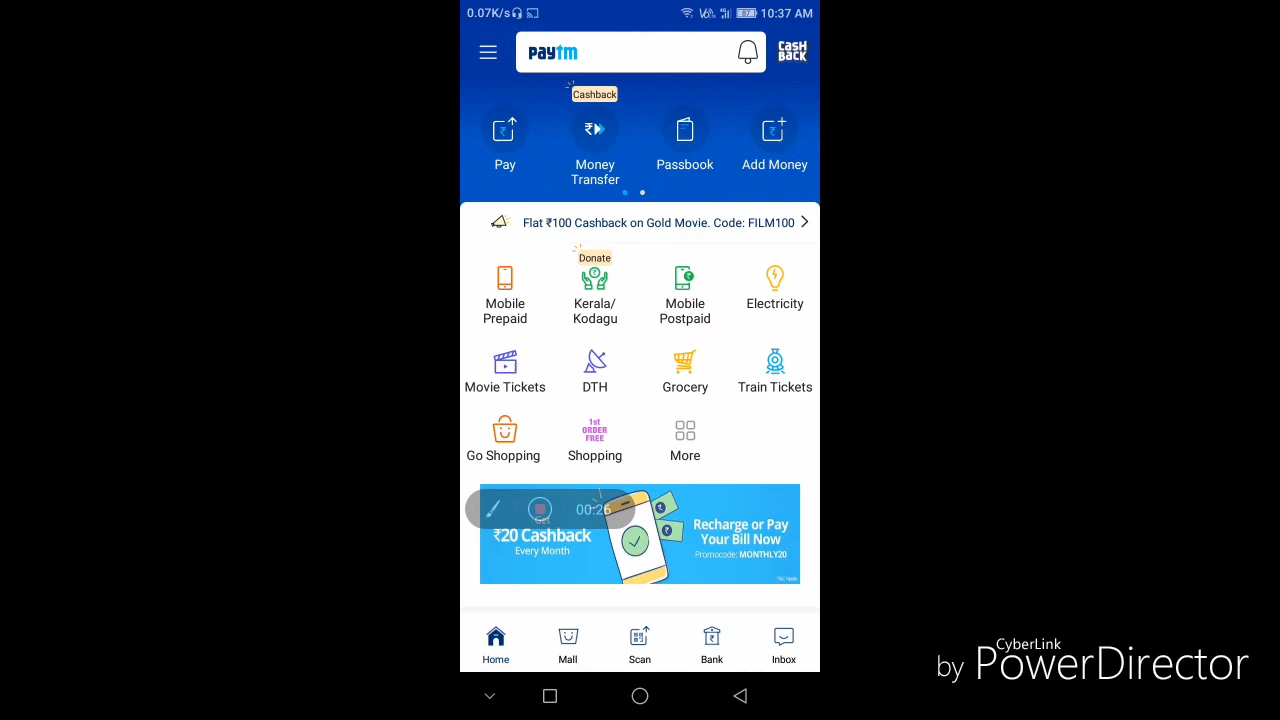 0.07K/s 87 10:37 AM
paytm
CASH
BACK
Cashback
Pay
Money
Transfer
Passbook
Add Money
Flat ₹100 Cashback on Gold Movie. Code: FILM100
Donate
Mobile
Prepaid
Kerala/
Kodagu
Mobile
Postpaid
Electricity
Movie Tickets
DTH
Grocery
Train Tickets
Go Shopping
1st
ORDER
FREE
Shopping
More
00:26
Get
₹20 Cashback
Every Month
Recharge or Pay
Your Bill Now
Promocode: MONTHLY20
T&C Apply
Home
Mall
Scan
Bank
Inbox
CyberLink
by PowerDirector